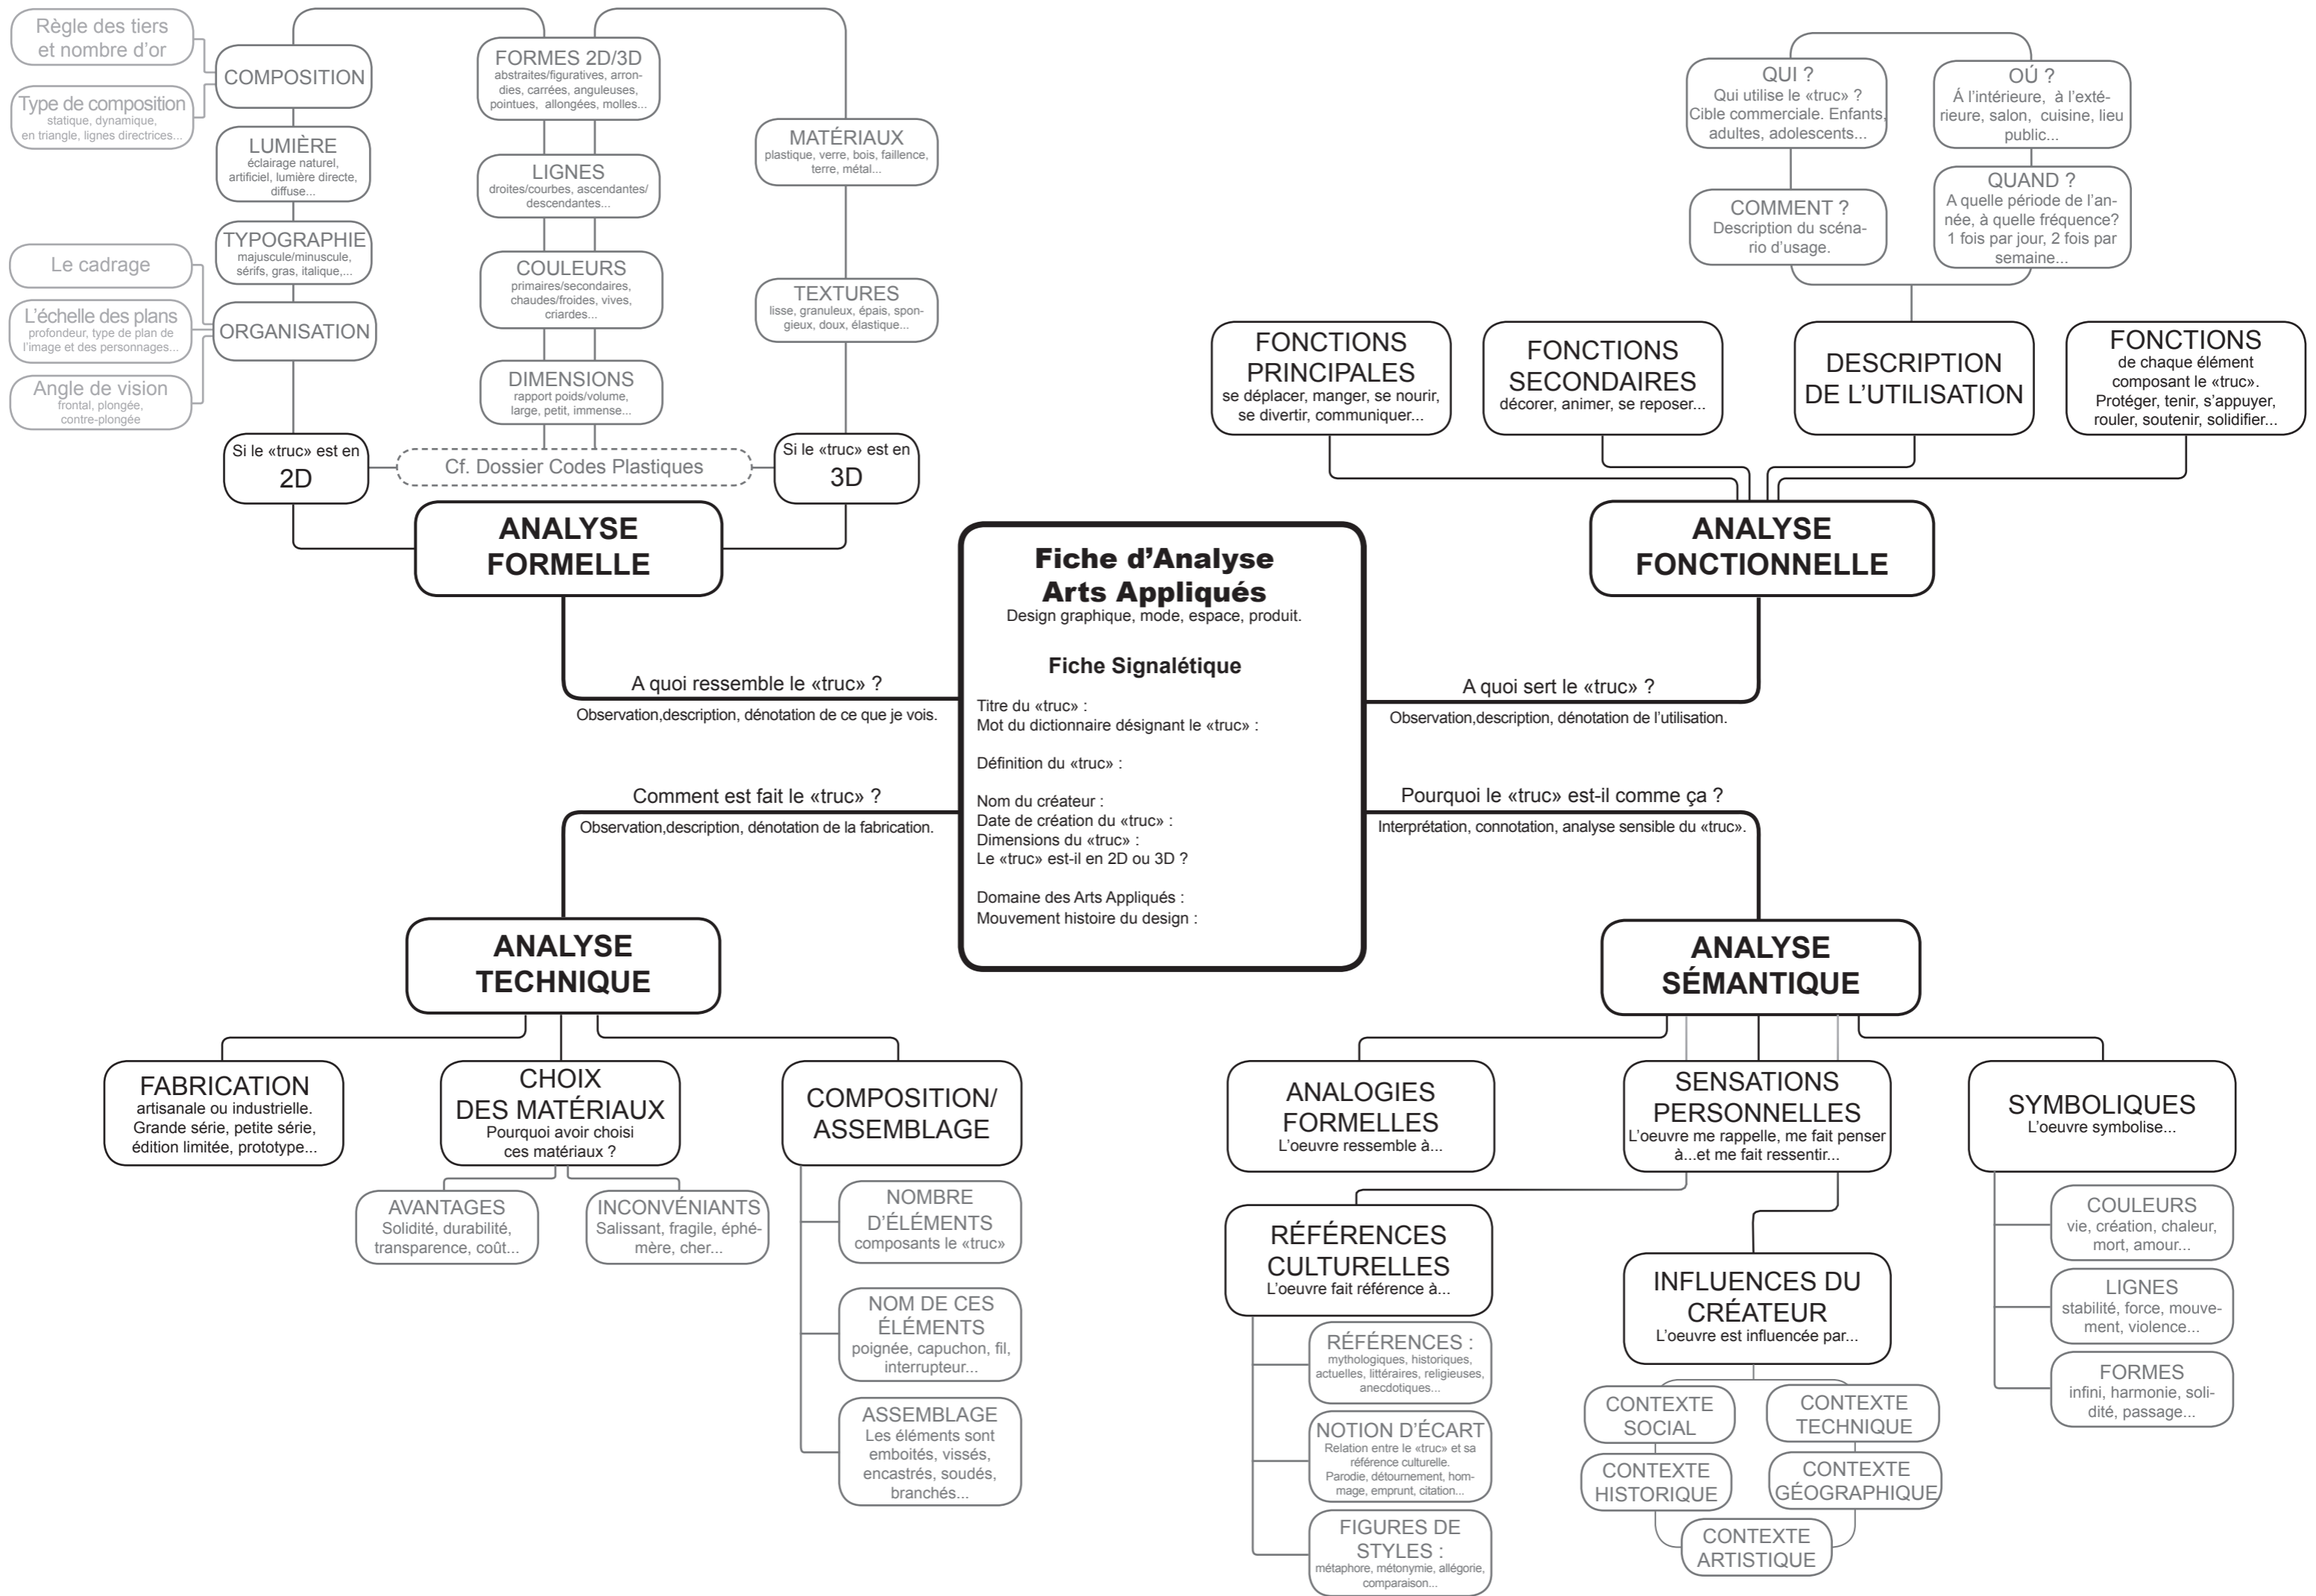 Règle des tiers
et nombre d'or
Type de composition
statique, dynamique,
en triangle, lignes directrices...
COMPOSITION
LUMIÈRE
éclairage naturel,
artificiel, lumière directe,
diffuse...
TYPOGRAPHIE
majuscule/minuscule,
sérifs, gras, italique,...
Le cadrage
L'échelle des plans
profondeur, type de plan de
l'image et des personnages...
Angle de vision
frontal, plongée,
contre-plongée
ORGANISATION
Si le «truc» est en
2D
FORMES 2D/3D
abstraites/figuratives, arron-
dies, carrées, anguleuses,
pointues, allongées, molles...
LIGNES
droites/courbes, ascendantes/
descendantes...
COULEURS
primaires/secondaires,
chaudes/froides, vives,
criardes...
DIMENSIONS
rapport poids/volume,
large, petit, immense...
Cf. Dossier Codes Plastiques
MATÉRIAUX
plastique, verre, bois, faillence,
terre, métal...
TEXTURES
lisse, granuleux, épais, spon-
gieux, doux, élastique...
Si le «truc» est en
3D
ANALYSE
FORMELLE
A quoi ressemble le «truc» ?
Observation,description, dénotation de ce que je vois.
QUI ?
Qui utilise le «truc» ?
Cible commerciale. Enfants,
adultes, adolescents...
COMMENT ?
Description du scéna-
rio d'usage.
OÚ ?
Á l'intérieure, à l'exté-
rieure, salon, cuisine, lieu
public...
QUAND ?
A quelle période de l'an-
née, à quelle fréquence?
1 fois par jour, 2 fois par
semaine...
FONCTIONS
PRINCIPALES
se déplacer, manger, se nourir,
se divertir, communiquer...
FONCTIONS
SECONDAIRES
décorer, animer, se reposer...
DESCRIPTION
DE L'UTILISATION
FONCTIONS
de chaque élément
composant le «truc».
Protéger, tenir, s'appuyer,
rouler, soutenir, solidifier...
ANALYSE
FONCTIONNELLE
A quoi sert le «truc» ?
Observation,description, dénotation de l'utilisation.
Fiche d'Analyse
Arts Appliqués
Design graphique, mode, espace, produit.
Fiche Signalétique
Titre du «truc» :
Mot du dictionnaire désignant le «truc» :
Définition du «truc» :
Nom du créateur :
Date de création du «truc» :
Dimensions du «truc» :
Le «truc» est-il en 2D ou 3D ?
Domaine des Arts Appliqués :
Mouvement histoire du design :
Comment est fait le «truc» ?
Observation,description, dénotation de la fabrication.
ANALYSE
TECHNIQUE
FABRICATION
artisanale ou industrielle.
Grande série, petite série,
édition limitée, prototype...
CHOIX
DES MATÉRIAUX
Pourquoi avoir choisi
ces matériaux ?
AVANTAGES
Solidité, durabilité,
transparence, coût...
INCONVÉNIANTS
Salissant, fragile, éphé-
mère, cher...
COMPOSITION/
ASSEMBLAGE
NOMBRE
D'ÉLÉMENTS
composants le «truc»
NOM DE CES
ÉLÉMENTS
poignée, capuchon, fil,
interrupteur...
ASSEMBLAGE
Les éléments sont
emboités, vissés,
encastrés, soudés,
branchés...
Pourquoi le «truc» est-il comme ça ?
Interprétation, connotation, analyse sensible du «truc».
ANALYSE
SÉMANTIQUE
ANALOGIES
FORMELLES
L'oeuvre ressemble à...
SENSATIONS
PERSONNELLES
L'oeuvre me rappelle, me fait penser
à...et me fait ressentir...
SYMBOLIQUES
L'oeuvre symbolise...
RÉFÉRENCES
CULTURELLES
L'oeuvre fait référence à...
RÉFÉRENCES :
mythologiques, historiques,
actuelles, littéraires, religieuses,
anecdotiques...
NOTION D'ÉCART
Relation entre le «truc» et sa
référence culturelle.
Parodie, détournement, hom-
mage, emprunt, citation...
FIGURES DE
STYLES :
métaphore, métonymie, allégorie,
comparaison...
INFLUENCES DU
CRÉATEUR
L'oeuvre est influencée par...
CONTEXTE
SOCIAL
CONTEXTE
TECHNIQUE
CONTEXTE
HISTORIQUE
CONTEXTE
GÉOGRAPHIQUE
CONTEXTE
ARTISTIQUE
COULEURS
vie, création, chaleur,
mort, amour...
LIGNES
stabilité, force, mouve-
ment, violence...
FORMES
infini, harmonie, soli-
dité, passage...